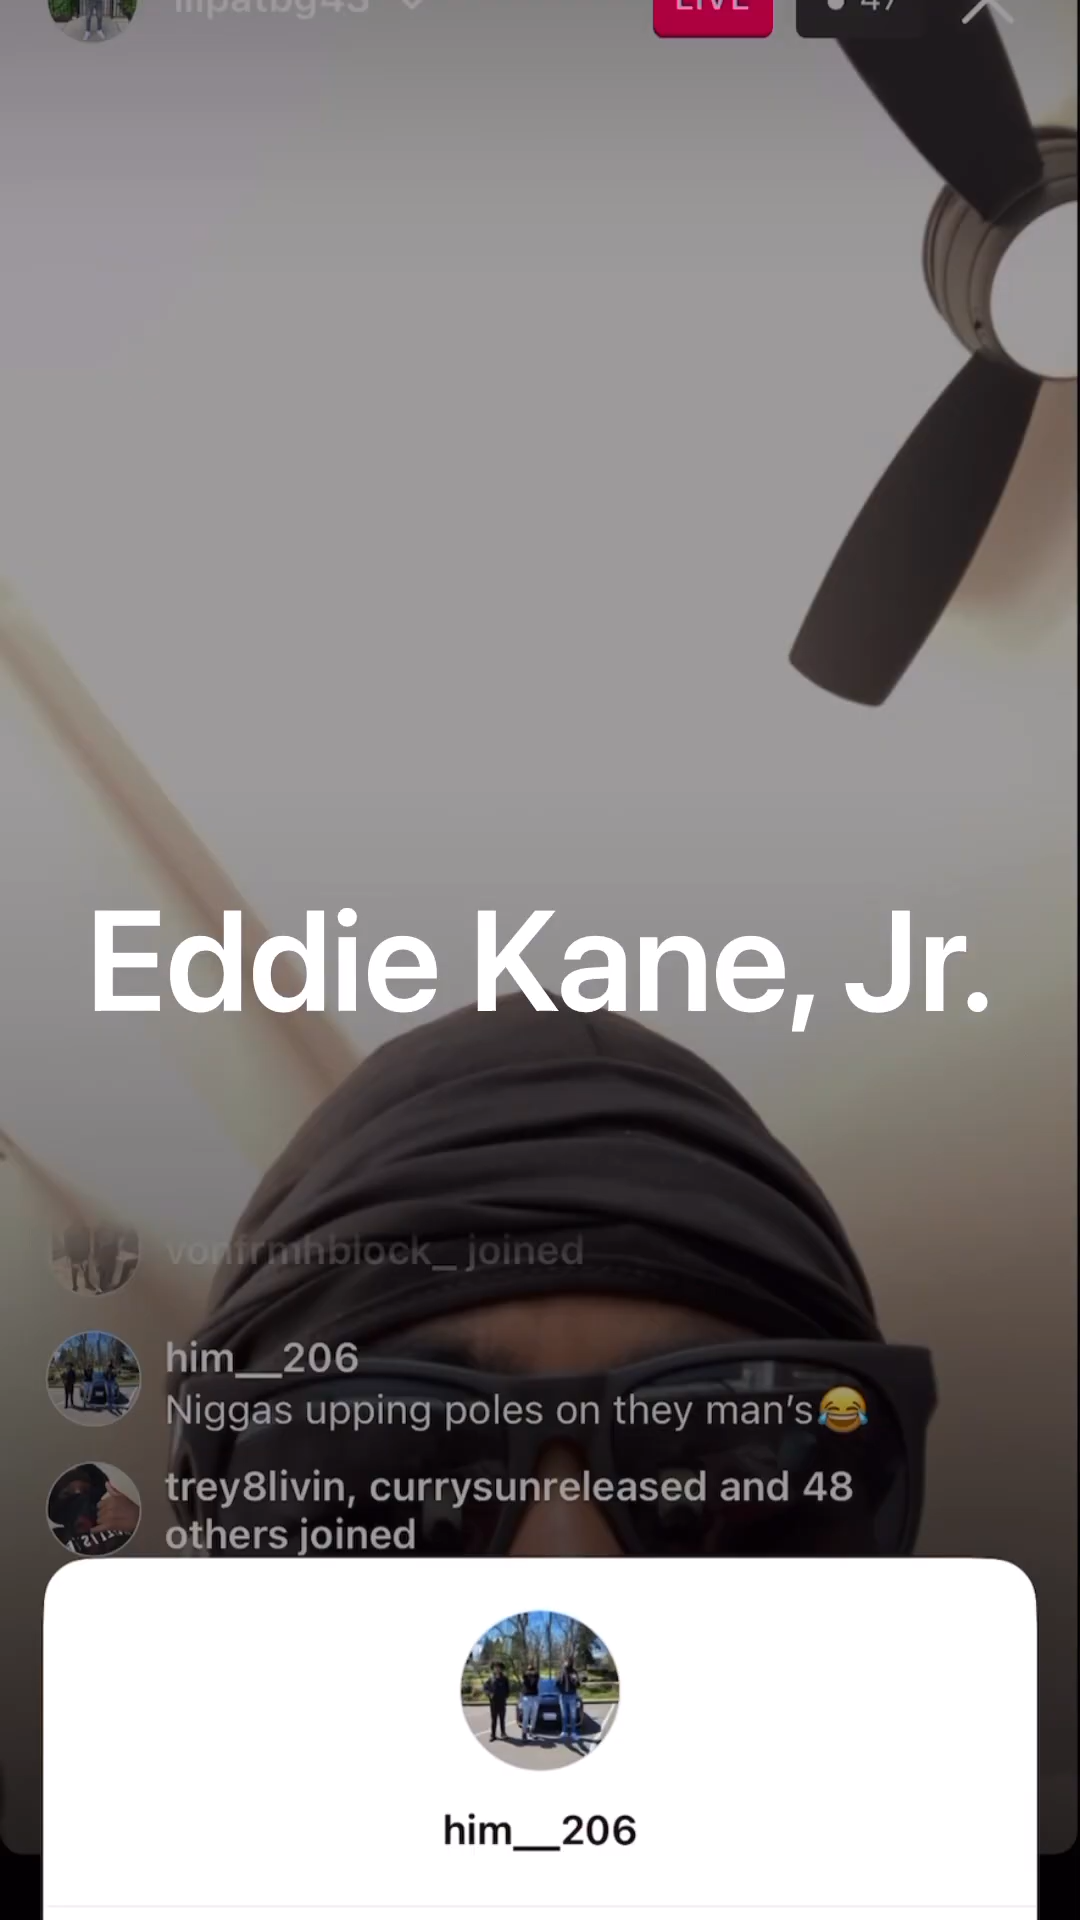 LIVE
47
Eddie Kane, Jr.
vonfrmhblock_ joined
him__206
Niggas upping poles on they man’s😂
trey8livin, currysunreleased and 48
others joined
him__206